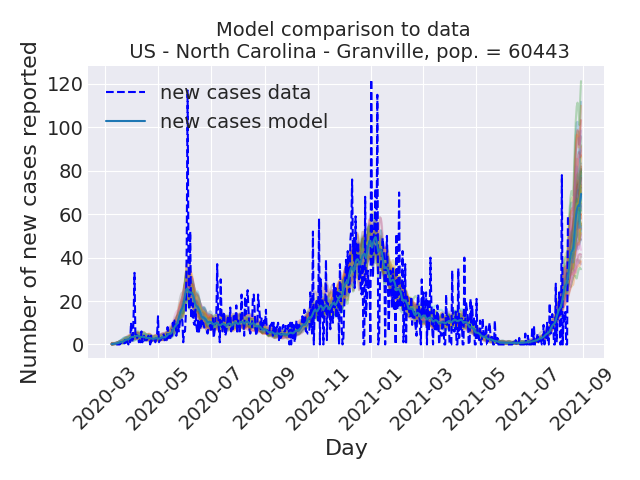 Model comparison to data
US - North Carolina - Granville, pop. = 60443
Number of new cases reported
120
100
80
60
40
20
0
new cases data
new cases model
2020-03
2020-05
2020-07
2020-09
2020-11
2021-01
2021-03
2021-05
2021-07
2021-09
Day